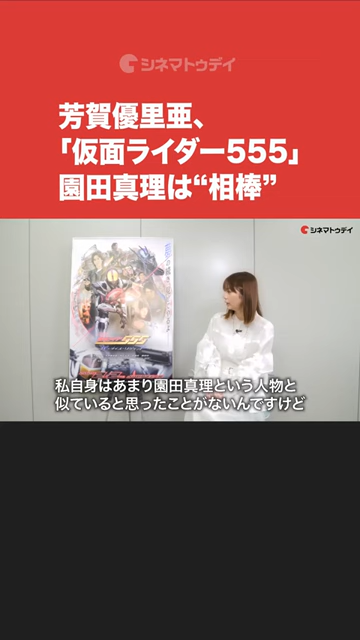 シネマトゥデイ
芳賀優里亜、
「仮面ライダー555」
園田真理は“相棒”
シネマトゥデイ
555
私自身はあまり園田真理という人物と
似ていると思ったことがないんですけど